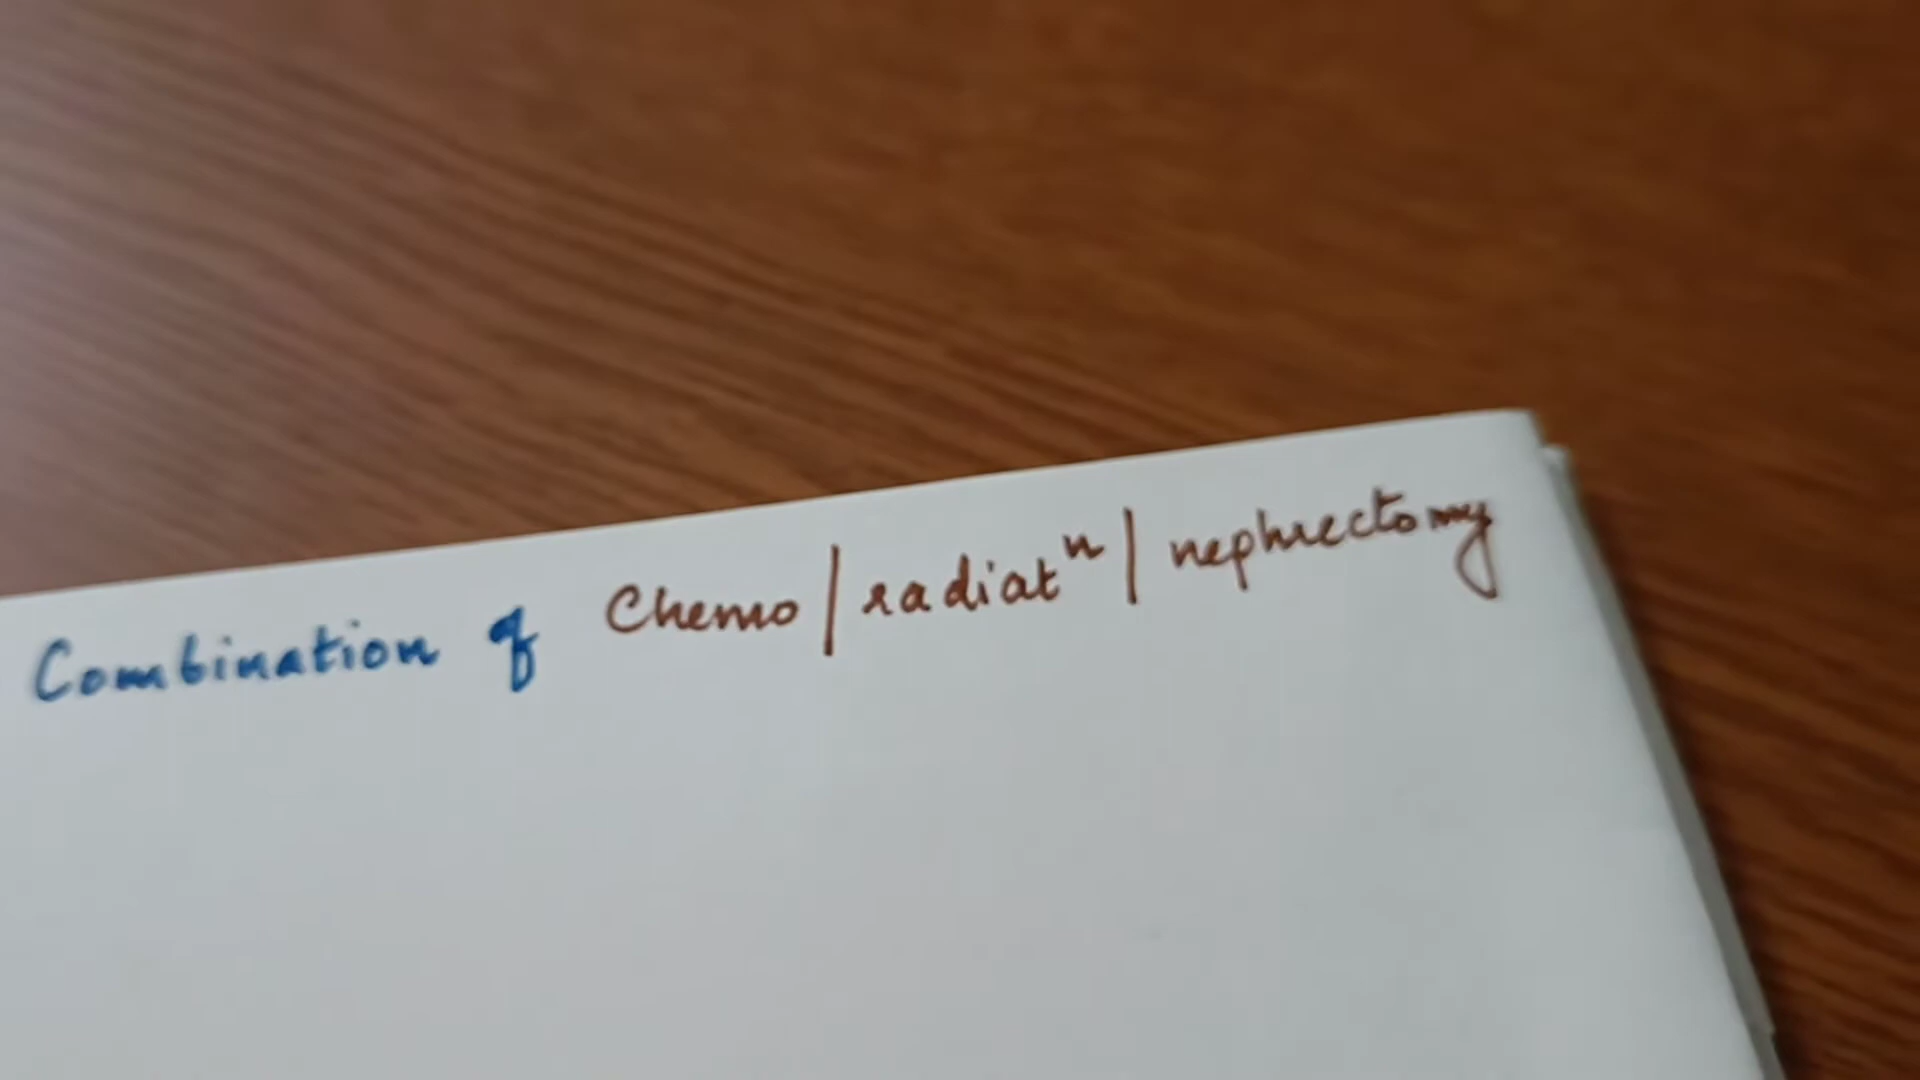 Combination of Chemo / radiatⁿ / nephrectomy